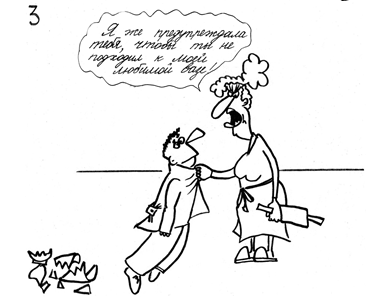 3
Я же предупреждала
тебя, чтобы ты не
подходил к моей
любимой вазе!